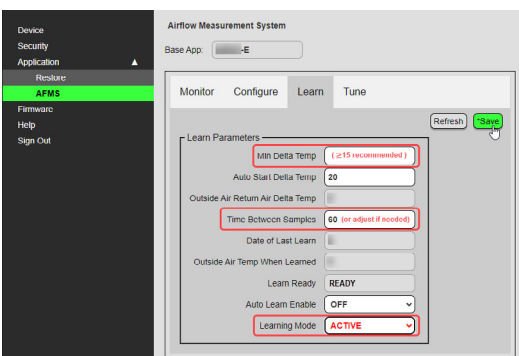 Device
Security
Application ▲
Restore
AFMS
Firmware
Help
Sign Out
Airflow Measurement System
Base App: -E
Monitor Configure Learn Tune
Refresh *Save
Learn Parameters
Min Delta Temp ( ≥15 recommended )
Auto Start Delta Temp 20
Outside Air Return Air Delta Temp
Time Between Samples 60 (or adjust if needed)
Date of Last Learn
Outside Air Temp When Learned
Learn Ready READY
Auto Learn Enable OFF
Learning Mode ACTIVE